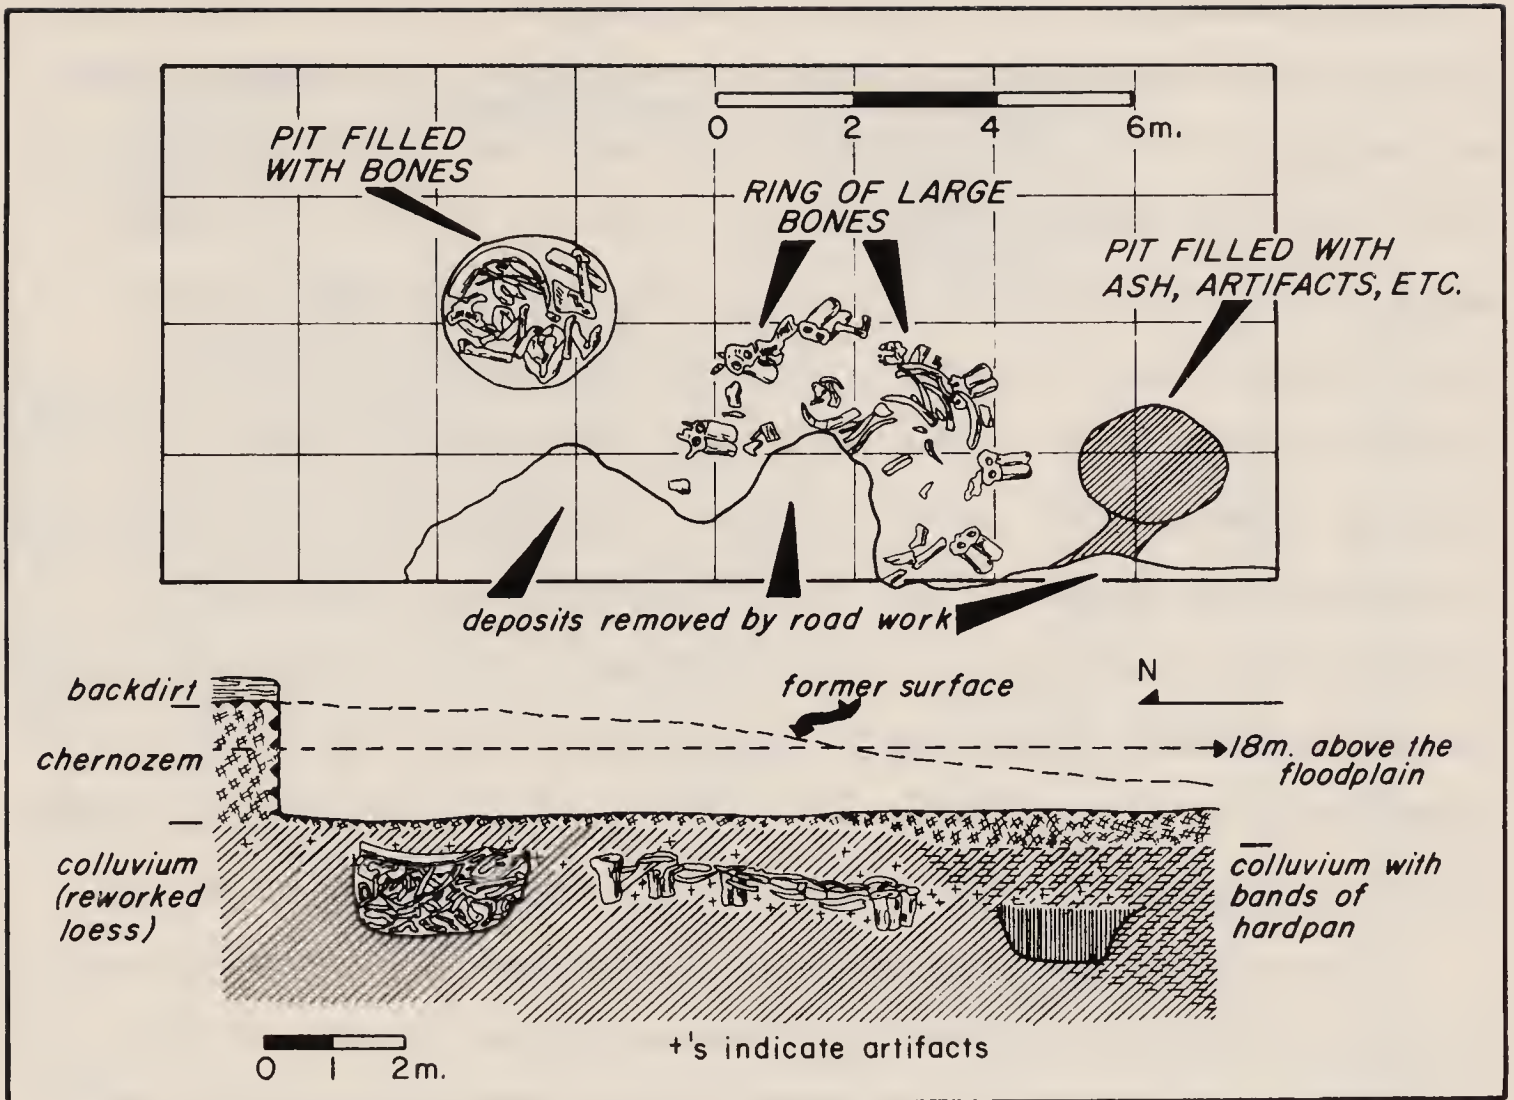 0 2 4 6m.
PIT FILLED
WITH BONES
RING OF LARGE
BONES
PIT FILLED WITH
ASH, ARTIFACTS, ETC.
deposits removed by road work
N
backdirt
former surface
chernozem
18m. above the
floodplain
colluvium
(reworked
loess)
colluvium with
bands of
hardpan
+'s indicate artifacts
0 1 2m.